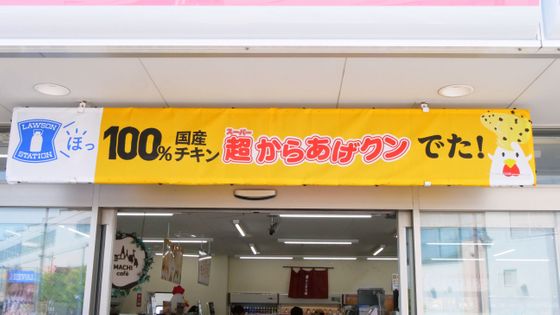 LAWSON
STATION
ほっ
100%
国産
チキン
スーパー
超からあげクン
でた!
MACHI
café